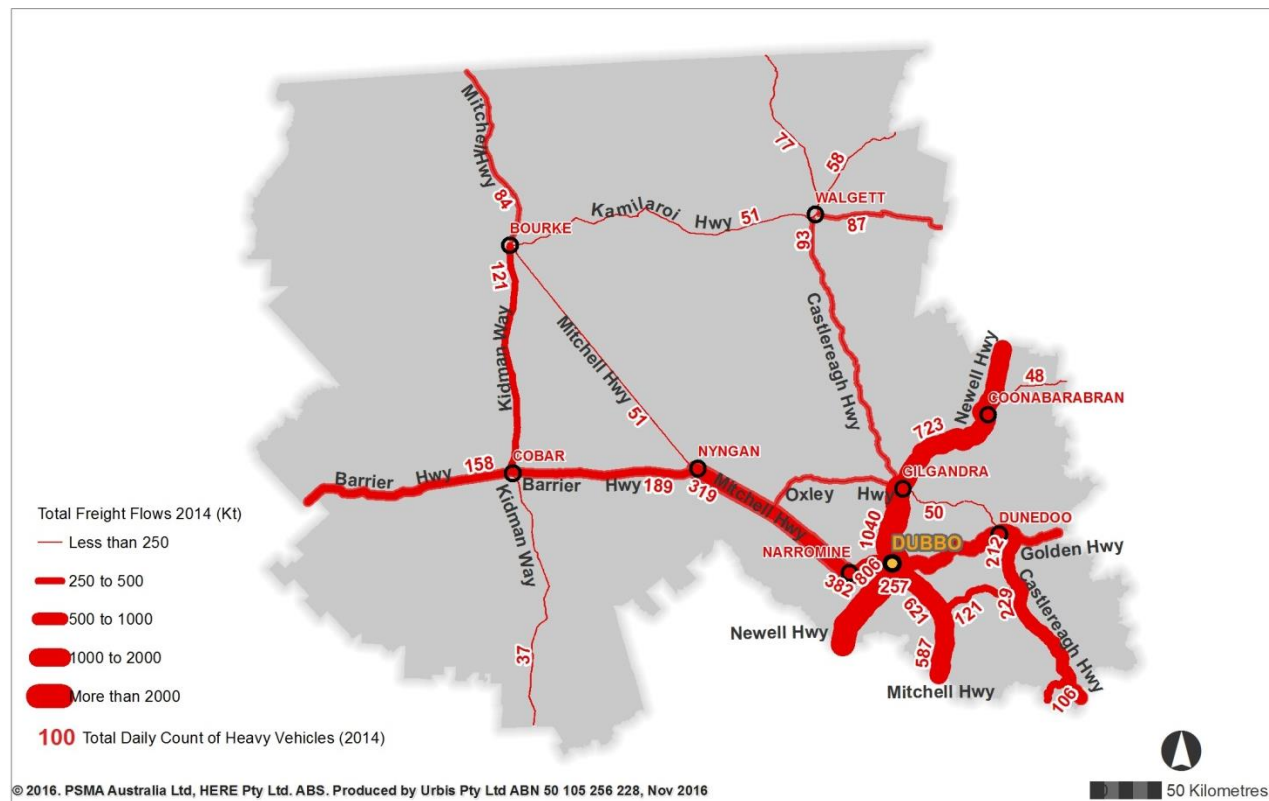 Mitchell Hwy
84
BOURKE
Kamilaroi Hwy
51
77
58
WALGETT
87
93
121
Kidman Way
Mitchell Hwy
51
Castlereagh Hwy
Newell Hwy
48
COONABARABRAN
723
COBAR
158
Barrier Hwy
Barrier Hwy
189
NYNGAN
319
Mitchell Hwy
Oxley Hwy
GILGANDRA
50
DUNEDOO
1040
DUBBO
212
Golden Hwy
NARROMINE
382
806
257
621
121
229
Castlereagh Hwy
Kidman Way
37
Newell Hwy
587
Mitchell Hwy
106
Total Freight Flows 2014 (Kt)
Less than 250
250 to 500
500 to 1000
1000 to 2000
More than 2000
100 Total Daily Count of Heavy Vehicles (2014)
© 2016. PSMA Australia Ltd, HERE Pty Ltd. ABS. Produced by Urbis Pty Ltd ABN 50 105 256 228, Nov 2016
0 50 Kilometres